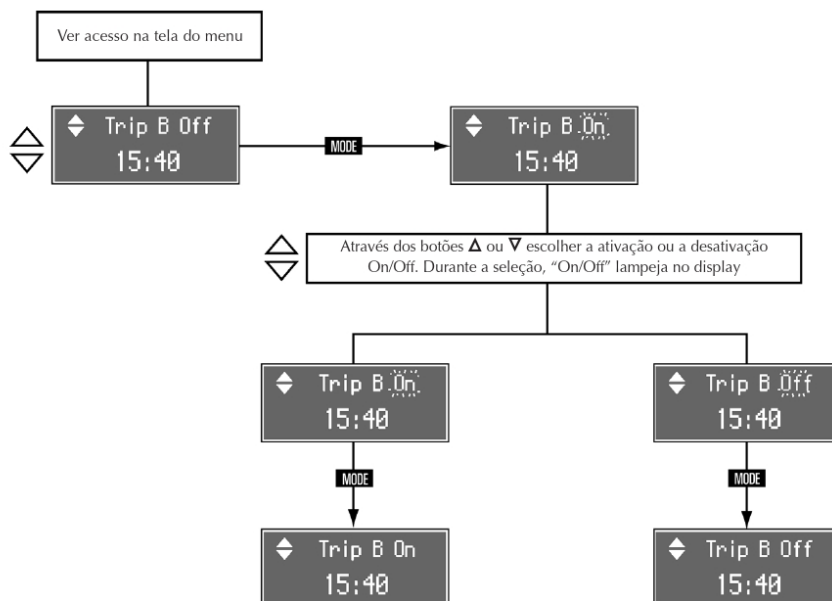 Ver acesso na tela do menu
Trip B Off
15:40
MODE
Trip B On
15:40
Através dos botões △ ou ▽ escolher a ativação ou a desativação
On/Off. Durante a seleção, “On/Off” lampeja no display
Trip B On
15:40
Trip B Off
15:40
MODE
MODE
Trip B On
15:40
Trip B Off
15:40